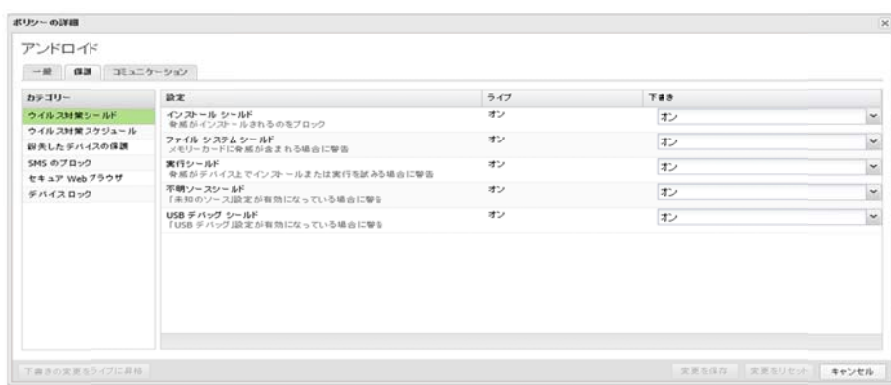 ポリシーの詳細
アンドロイド
一般 保護 コミュニケーション
カテゴリー
ウイルス対策シールド
ウイルス対策スケジュール
紛失したデバイスの保護
SMS のブロック
セキュア Web ブラウザ
デバイスロック
設定 ライブ 下書き
インストール シールド オン オン
脅威がインストールされるのをブロック
ファイル システム シールド オン オン
メモリーカードに脅威が含まれる場合に警告
実行シールド オン オン
脅威がデバイス上でインストールまたは実行を試みる場合に警告
不明ソースシールド オン オン
「未知のソース」設定が有効になっている場合に警告
USB デバッグ シールド オン オン
「USB デバッグ」設定が有効になっている場合に警告
下書きの変更をライブに昇格 変更を保存 変更をリセット キャンセル